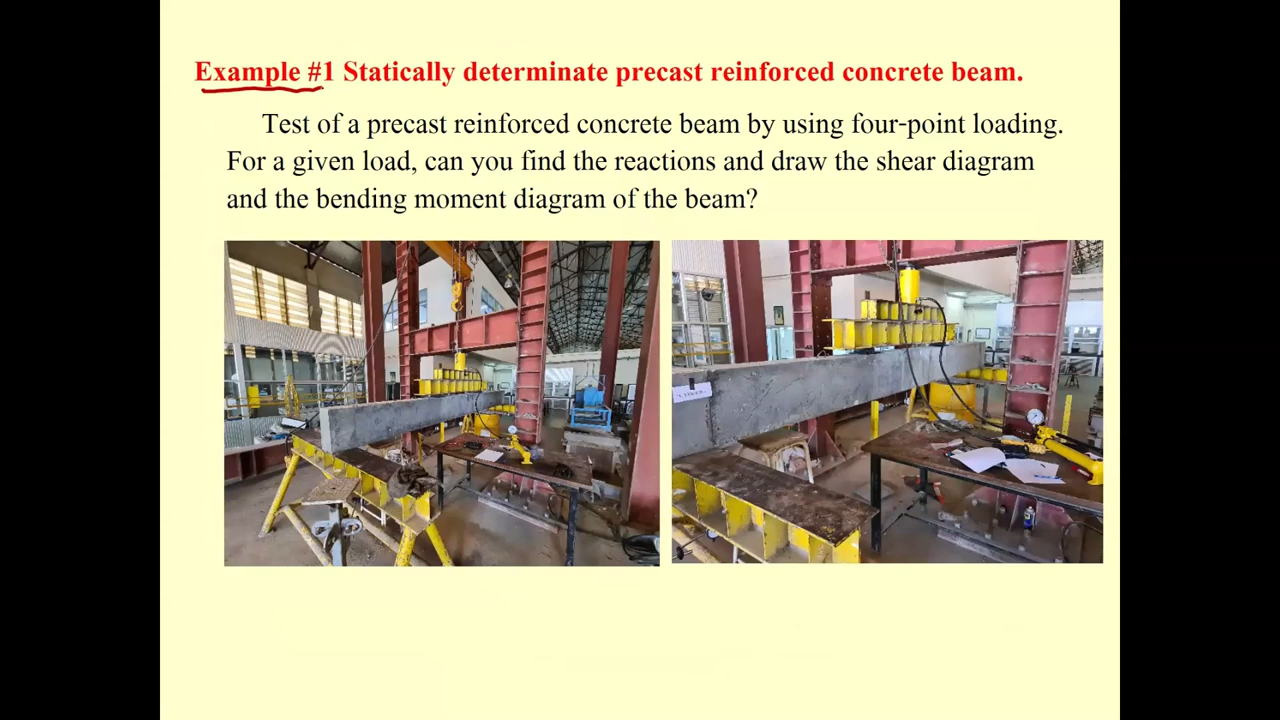 Example #1 Statically determinate precast reinforced concrete beam.
Test of a precast reinforced concrete beam by using four-point loading.
For a given load, can you find the reactions and draw the shear diagram
and the bending moment diagram of the beam?